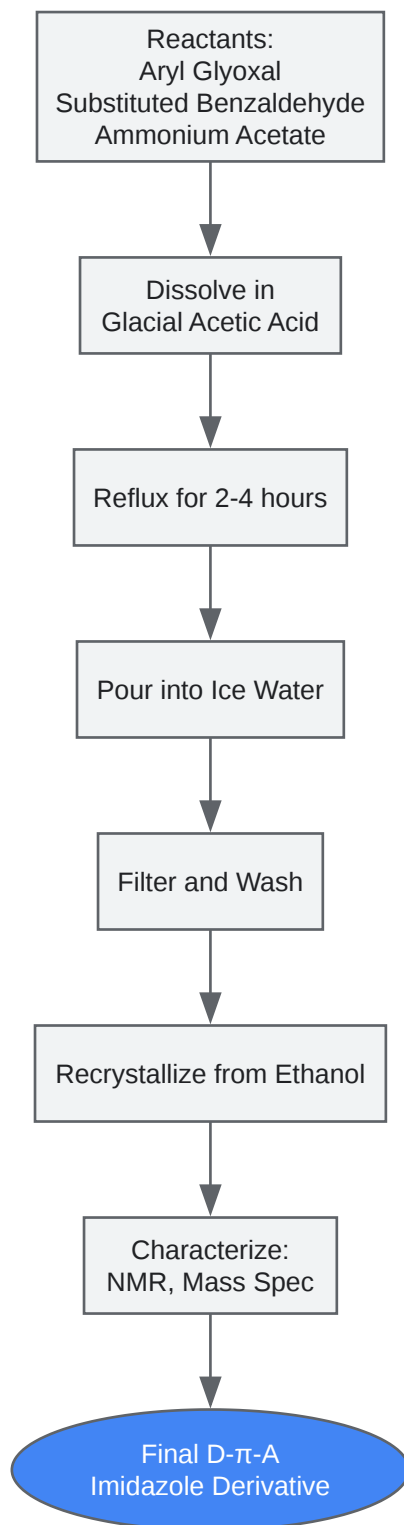 Reactants:
Aryl Glyoxal
Substituted Benzaldehyde
Ammonium Acetate
Dissolve in
Glacial Acetic Acid
Reflux for 2-4 hours
Pour into Ice Water
Filter and Wash
Recrystallize from Ethanol
Characterize:
NMR, Mass Spec
Final D-π-A
Imidazole Derivative